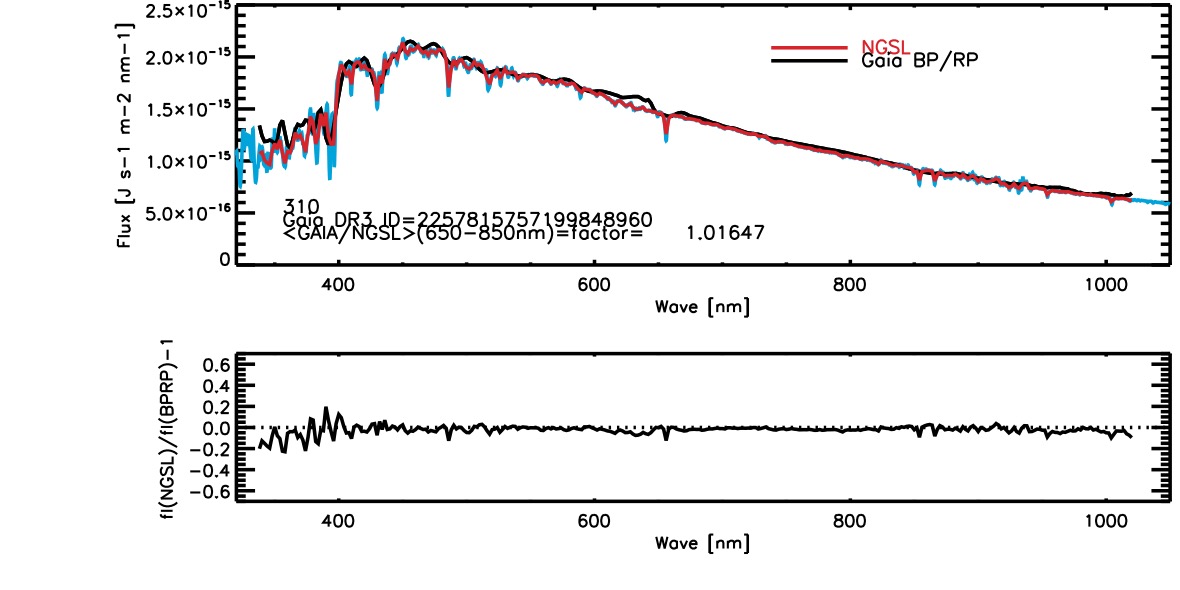 2.5×10−15
2.0×10−15
1.5×10−15
1.0×10−15
5.0×10−16
0
Flux [J s−1 m−2 nm−1]
NGSL
Gaia BP/RP
310
Gaia DR3 ID=2257815757199848960
<GAIA/NGSL>(650−850nm)=factor= 1.01647
400 600 800 1000
Wave [nm]
fl(NGSL)/fl(BPRP)−1
0.6
0.4
0.2
0.0
−0.2
−0.4
−0.6
400 600 800 1000
Wave [nm]